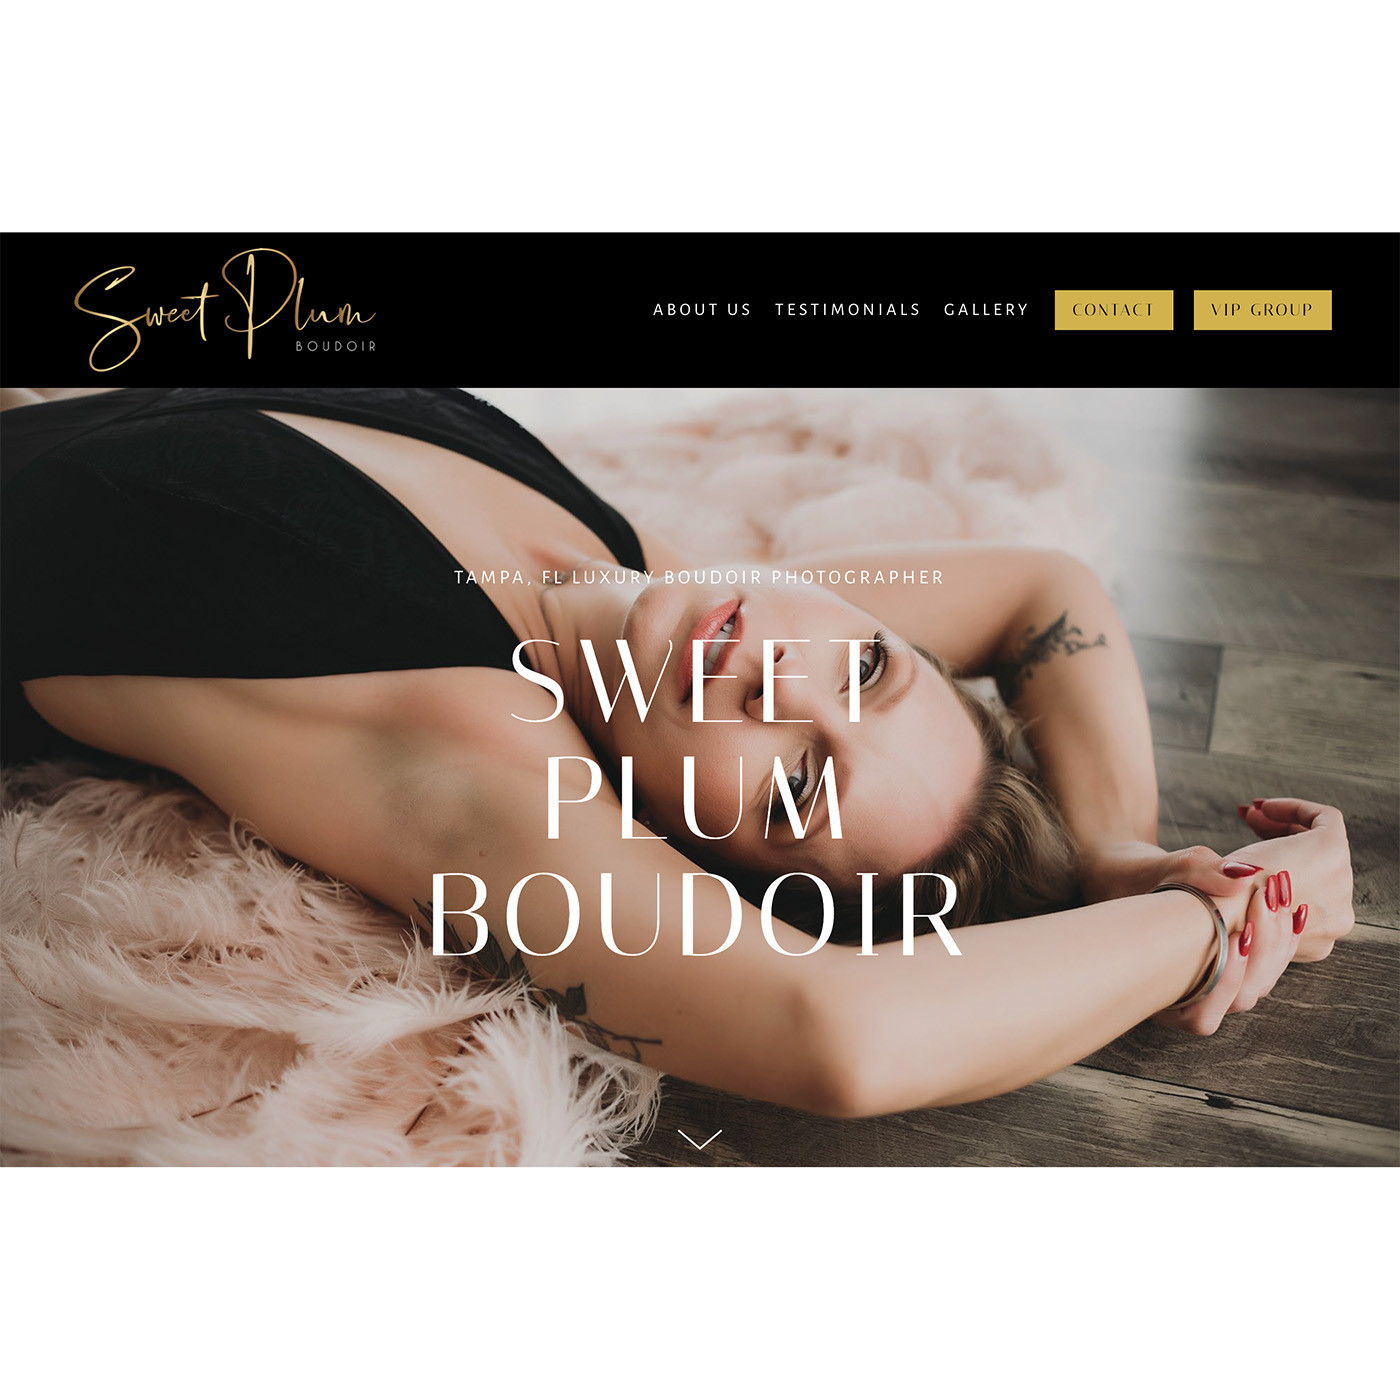 Sweet Plum
BOUDOIR
ABOUT US TESTIMONIALS GALLERY CONTACT VIP GROUP
TAMPA, FL LUXURY BOUDOIR PHOTOGRAPHER
SWEET
PLUM
BOUDOIR